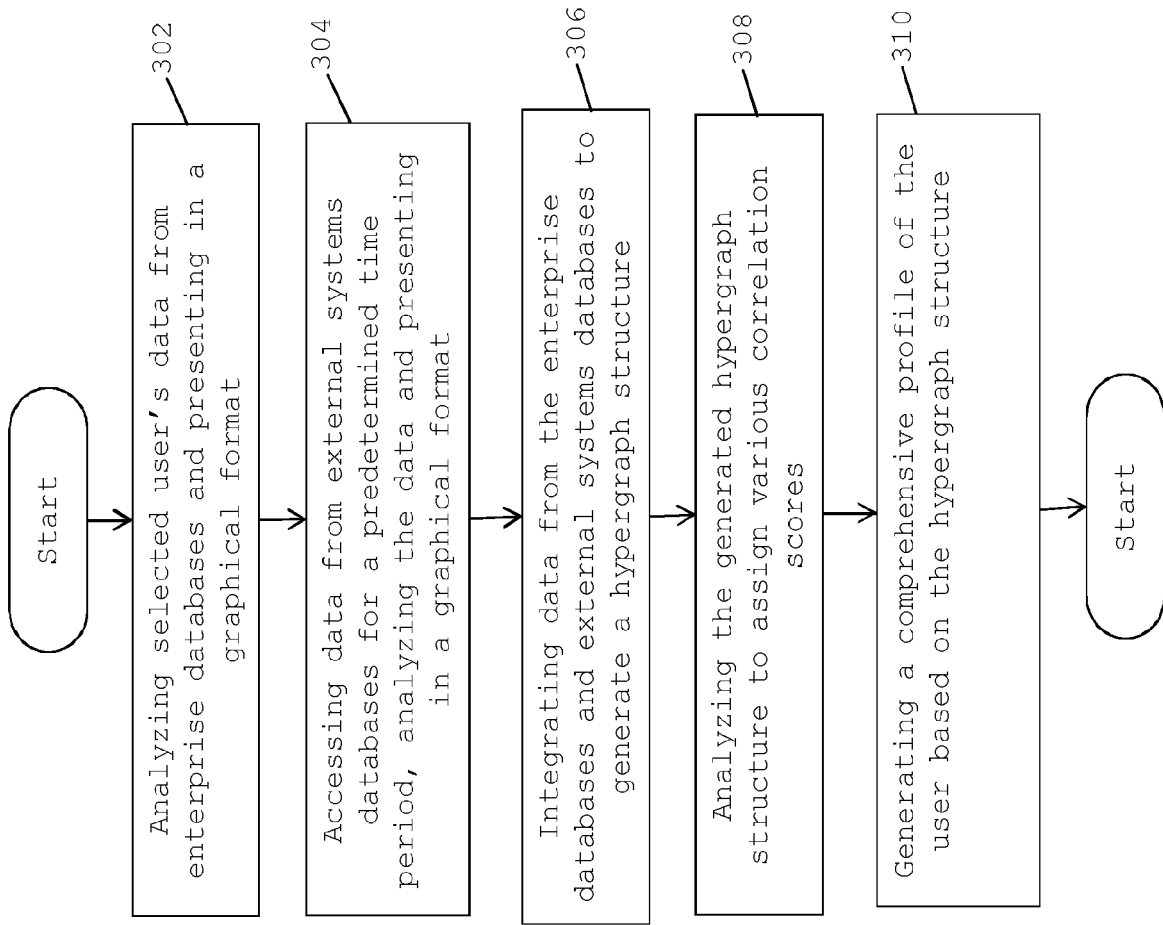 Start
302
Analyzing selected user's data from
enterprise databases and presenting in a
graphical format
304
Accessing data from external systems
databases for a predetermined time
period, analyzing the data and presenting
in a graphical format
306
Integrating data from the enterprise
databases and external systems databases to
generate a hypergraph structure
308
Analyzing the generated hypergraph
structure to assign various correlation
scores
310
Generating a comprehensive profile of the
user based on the hypergraph structure
Start